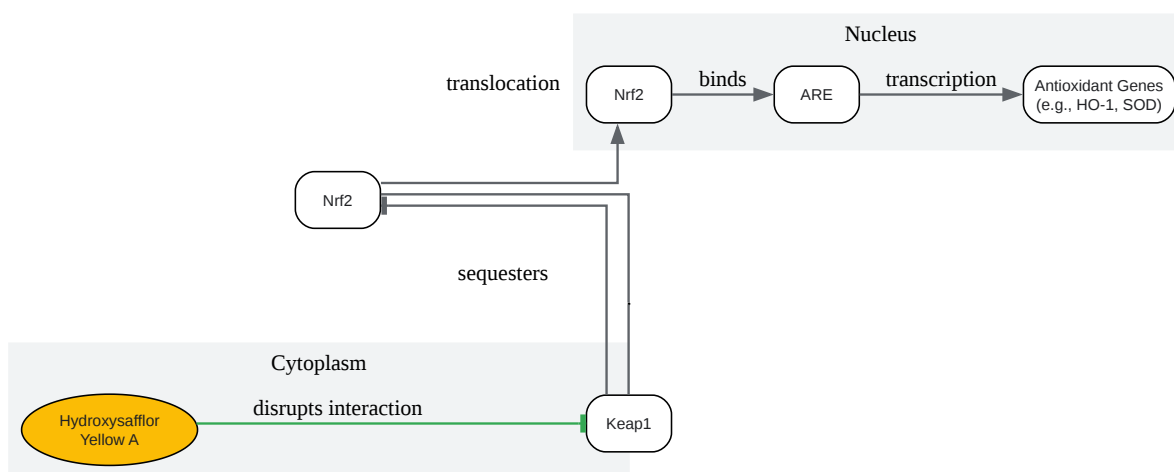 Nucleus
translocation
Nrf2
binds
ARE
transcription
Antioxidant Genes
(e.g., HO-1, SOD)
Nrf2
sequesters
Cytoplasm
Hydroxysafflor
Yellow A
disrupts interaction
Keap1